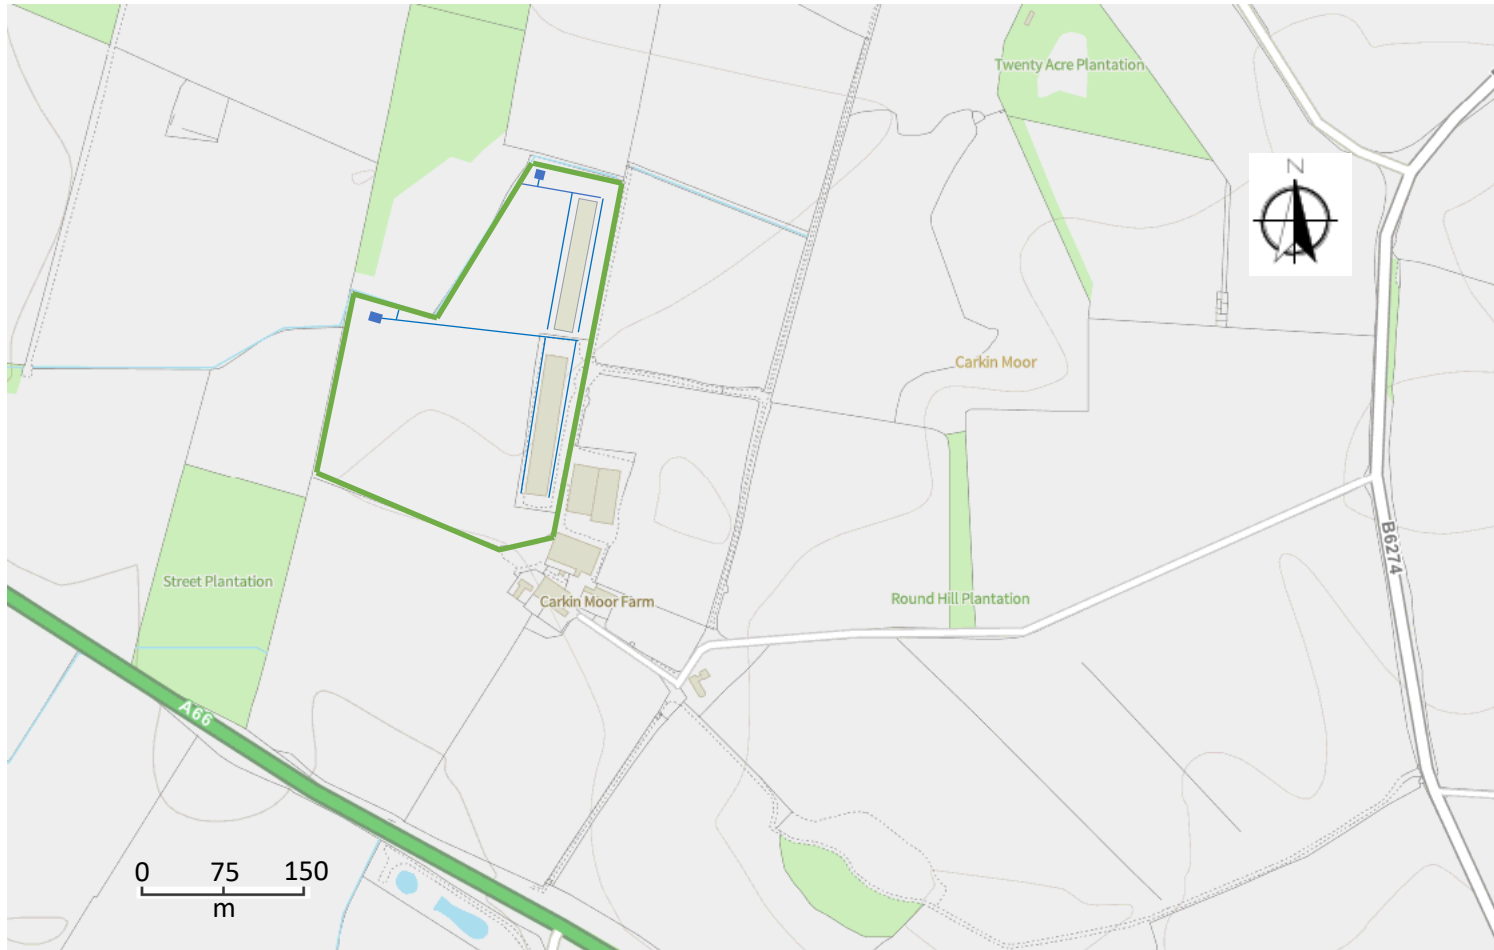 Twenty Acre Plantation
N
Carkin Moor
B6274
Street Plantation
Carkin Moor Farm
Round Hill Plantation
A66
0 75 150
m